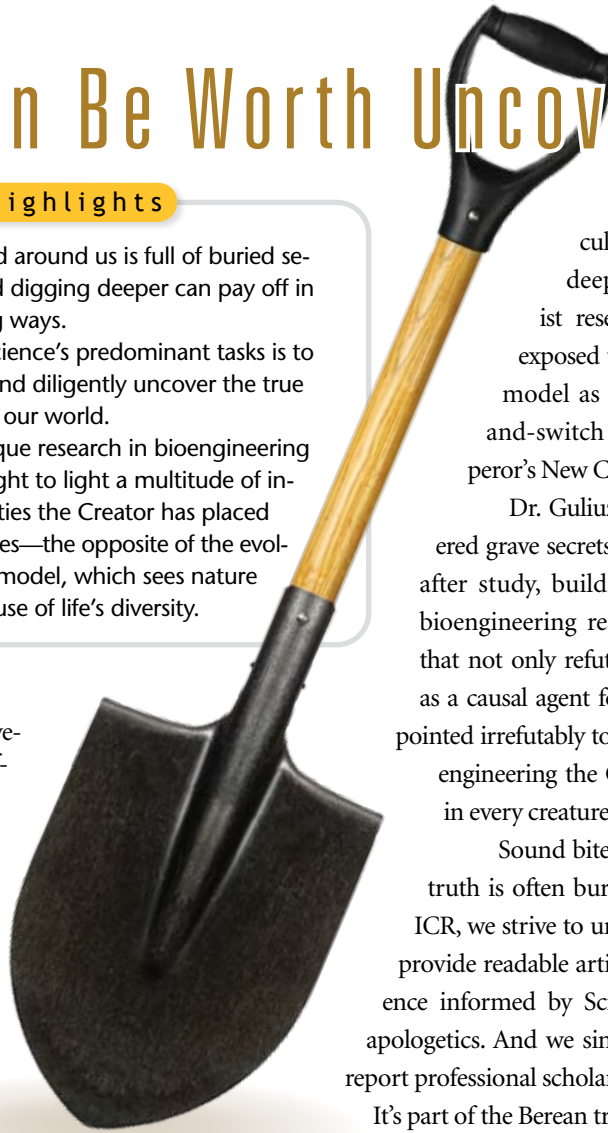 n Be Worth Uncov
ighlights
d around us is full of buried se-
d digging deeper can pay off in
g ways.
cience's predominant tasks is to
nd diligently uncover the true
our world.
que research in bioengineering
ght to light a multitude of in-
ties the Creator has placed
es—the opposite of the evol-
model, which sees nature
use of life's diversity.
ve-
f-
cul
deep
ist rese
exposed
model as
and-switch
peror's New C
Dr. Guliuz
ered grave secrets
after study, build
bioengineering re
that not only refut
as a causal agent f
pointed irrefutably to
engineering the
in every creature
Sound bite
truth is often bur
ICR, we strive to un
provide readable arti
ence informed by Sc
apologetics. And we sin
report professional scholar
It's part of the Berean tr